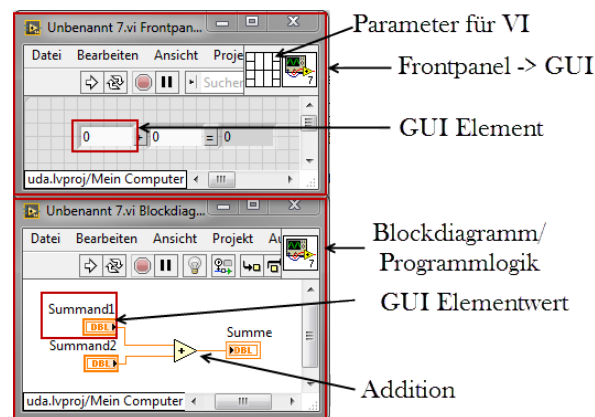 Unbenannt 7.vi Frontpan...
Parameter für VI
Datei Bearbeiten Ansicht Proje
Frontpanel -> GUI
Sucher
7
GUI Element
0 + 0 = 0
uda.lvproj/Mein Computer
Unbenannt 7.vi Blockdiag...
Datei Bearbeiten Ansicht Projekt Au
Blockdiagramm/
Programmlogik
7
Summand1
GUI Elementwert
DBL
Summe
Summand2
+
DBL
DBL
Addition
uda.lvproj/Mein Computer